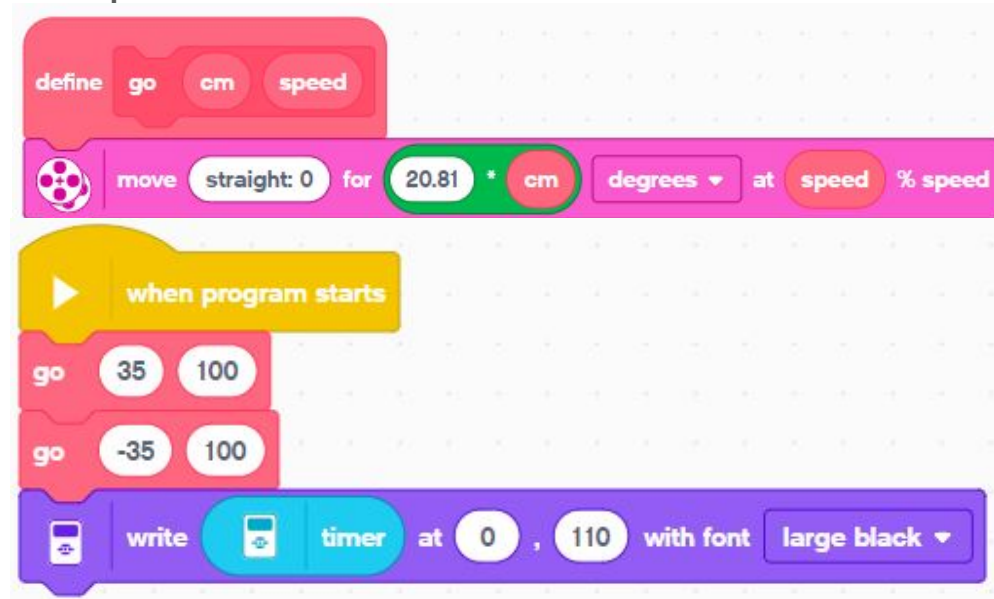 define go cm speed
move straight: 0 for 20.81 * cm degrees at speed % speed
when program starts
go 35 100
go -35 100
write timer at 0 , 110 with font large black